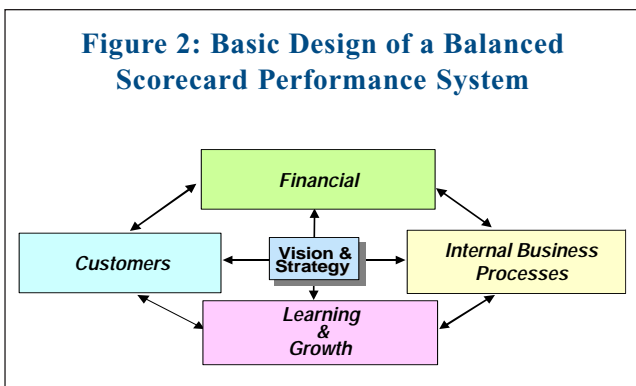 Figure 2: Basic Design of a Balanced
Scorecard Performance System
Financial
Customers
Vision &
Strategy
Internal Business
Processes
Learning
&
Growth